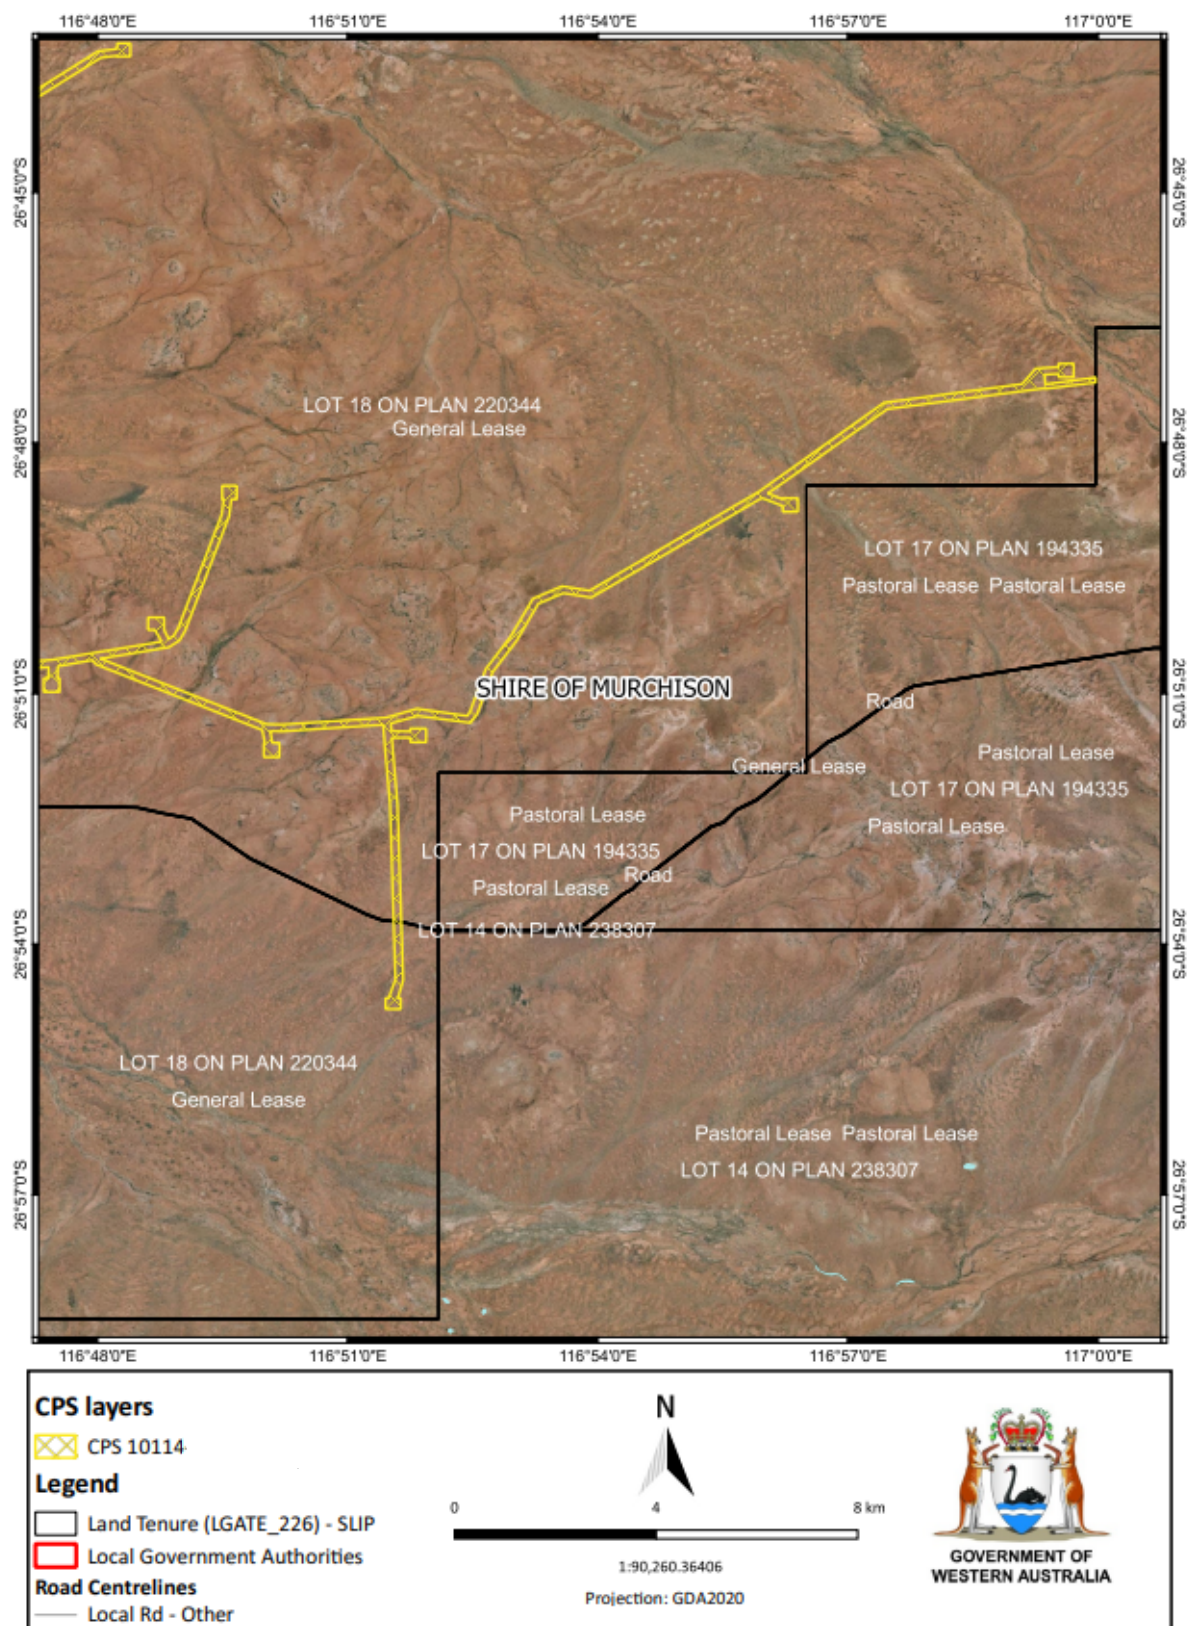 116°48'0"E 116°51'0"E 116°54'0"E 116°57'0"E 117°0'0"E
26°45'0"S 26°45'0"S
LOT 18 ON PLAN 220344
General Lease
26°48'0"S 26°48'0"S
LOT 17 ON PLAN 194335
Pastoral Lease Pastoral Lease
26°51'0"S 26°51'0"S
SHIRE OF MURCHISON
Road
Pastoral Lease
General Lease
LOT 17 ON PLAN 194335
Pastoral Lease
Pastoral Lease
LOT 17 ON PLAN 194335
Road
Pastoral Lease
LOT 14 ON PLAN 238307
26°54'0"S 26°54'0"S
LOT 18 ON PLAN 220344
General Lease
Pastoral Lease Pastoral Lease
LOT 14 ON PLAN 238307
26°57'0"S 26°57'0"S
116°48'0"E 116°51'0"E 116°54'0"E 116°57'0"E 117°0'0"E
CPS layers
CPS 10114
Legend
Land Tenure (LGATE_226) - SLIP
Local Government Authorities
Road Centrelines
Local Rd - Other
N
0 4 8 km
1:90,260.36406
Projection: GDA2020
GOVERNMENT OF
WESTERN AUSTRALIA